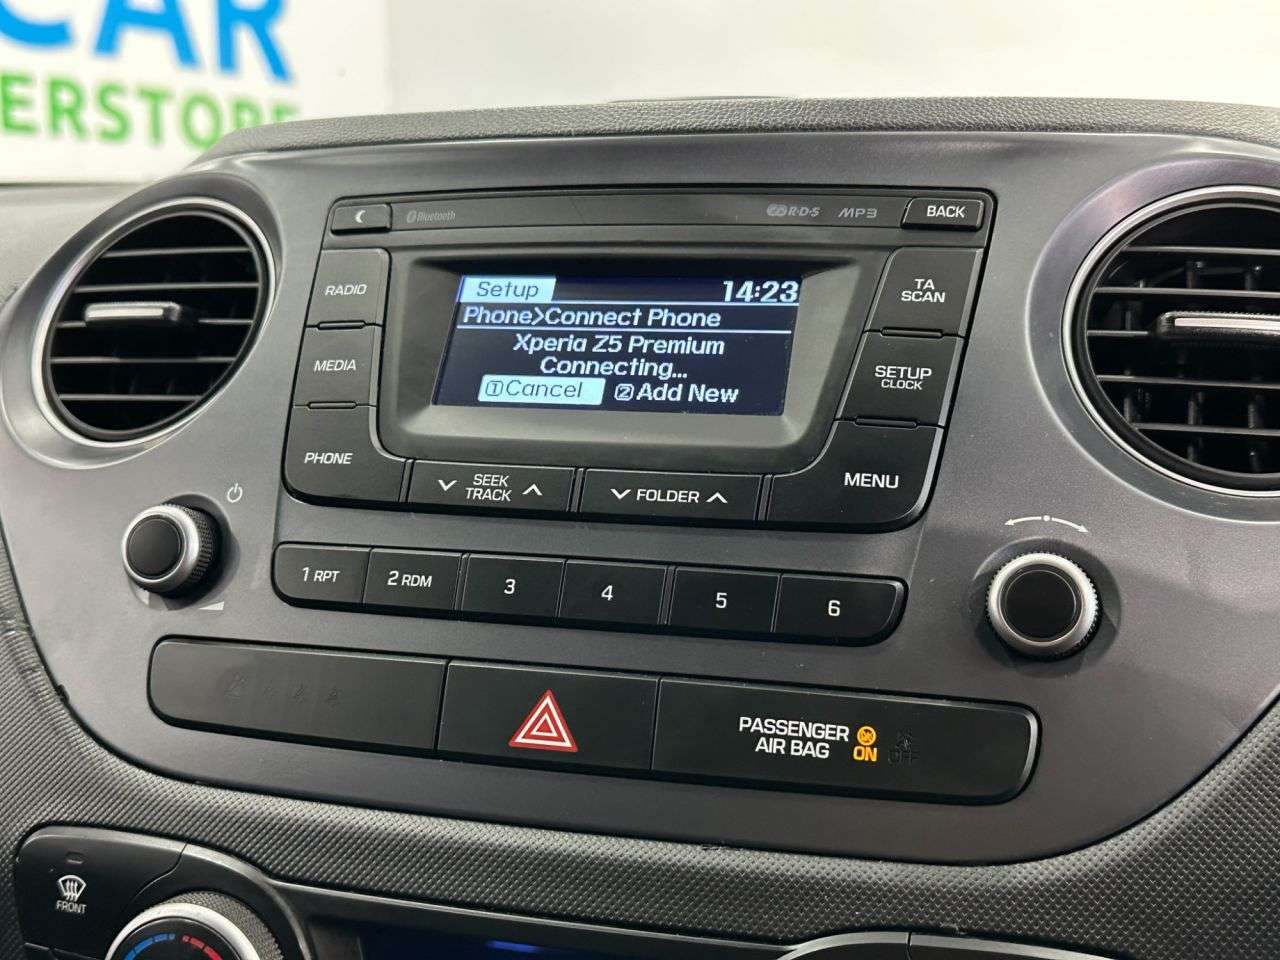 CAR
ERSTORE
Bluetooth
R·D·S
MP3
BACK
RADIO
MEDIA
PHONE
Setup
14:23
Phone>Connect Phone
Xperia Z5 Premium
Connecting...
1Cancel
2Add New
TA
SCAN
SETUP
CLOCK
MENU
SEEK
TRACK
FOLDER
1 RPT
2 RDM
3
4
5
6
PASSENGER
AIR BAG
ON
OFF
FRONT